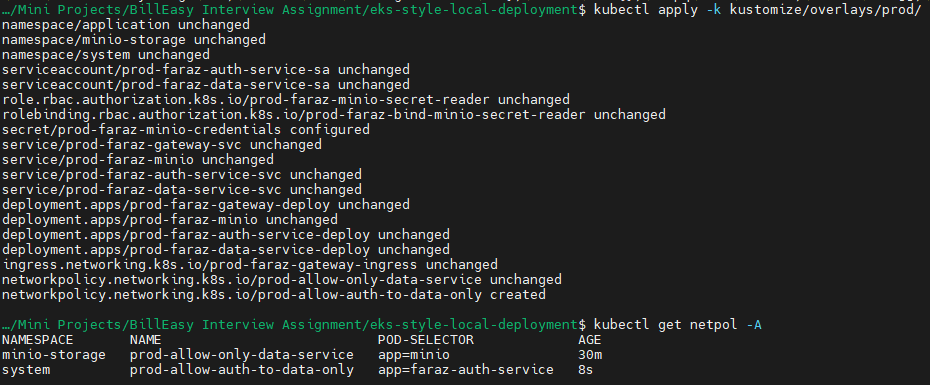 …/Mini Projects/BillEasy Interview Assignment/eks-style-local-deployment$ kubectl apply -k kustomize/overlays/prod/
namespace/application unchanged
namespace/minio-storage unchanged
namespace/system unchanged
serviceaccount/prod-faraz-auth-service-sa unchanged
serviceaccount/prod-faraz-data-service-sa unchanged
role.rbac.authorization.k8s.io/prod-faraz-minio-secret-reader unchanged
rolebinding.rbac.authorization.k8s.io/prod-faraz-bind-minio-secret-reader unchanged
secret/prod-faraz-minio-credentials configured
service/prod-faraz-gateway-svc unchanged
service/prod-faraz-minio unchanged
service/prod-faraz-auth-service-svc unchanged
service/prod-faraz-data-service-svc unchanged
deployment.apps/prod-faraz-gateway-deploy unchanged
deployment.apps/prod-faraz-minio unchanged
deployment.apps/prod-faraz-auth-service-deploy unchanged
deployment.apps/prod-faraz-data-service-deploy unchanged
ingress.networking.k8s.io/prod-faraz-gateway-ingress unchanged
networkpolicy.networking.k8s.io/prod-allow-only-data-service unchanged
networkpolicy.networking.k8s.io/prod-allow-auth-to-data-only created
…/Mini Projects/BillEasy Interview Assignment/eks-style-local-deployment$ kubectl get netpol -A
NAMESPACE NAME POD-SELECTOR AGE
minio-storage prod-allow-only-data-service app=minio 30m
system prod-allow-auth-to-data-only app=faraz-auth-service 8s